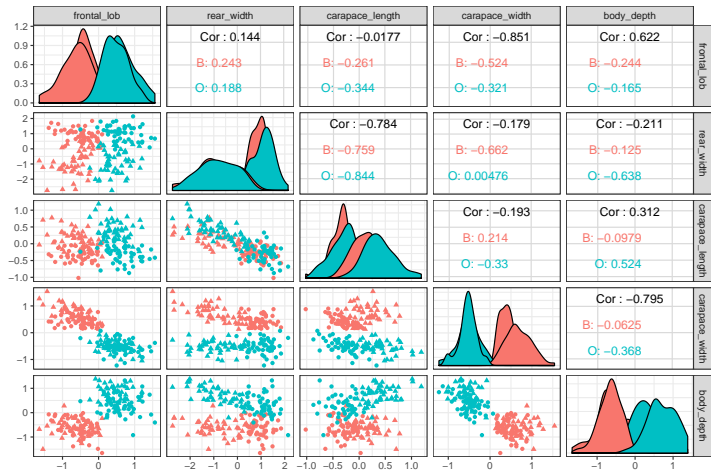 frontal_lob rear_width carapace_length carapace_width body_depth
1.2
0.9
0.6
0.3
0.0
Cor : 0.144
B: 0.243
O: 0.188
Cor : −0.0177
B: −0.261
O: −0.344
Cor : −0.851
B: −0.524
O: −0.321
Cor : 0.622
B: −0.244
O: −0.165
frontal_lob
2
1
0
−1
−2
Cor : −0.784
B: −0.759
O: −0.844
Cor : −0.179
B: −0.662
O: 0.00476
Cor : −0.211
B: −0.125
O: −0.638
rear_width
1.0
0.5
0.0
−0.5
−1.0
Cor : −0.193
B: 0.214
O: −0.33
Cor : 0.312
B: −0.0979
O: 0.524
carapace_length
1
0
−1
Cor : −0.795
B: −0.0625
O: −0.368
carapace_width
1
0
−1
body_depth
−1 0 1
−2 −1 0 1 2
−1.0 −0.5 0.0 0.5 1.0
−1 0 1
−1 0 1